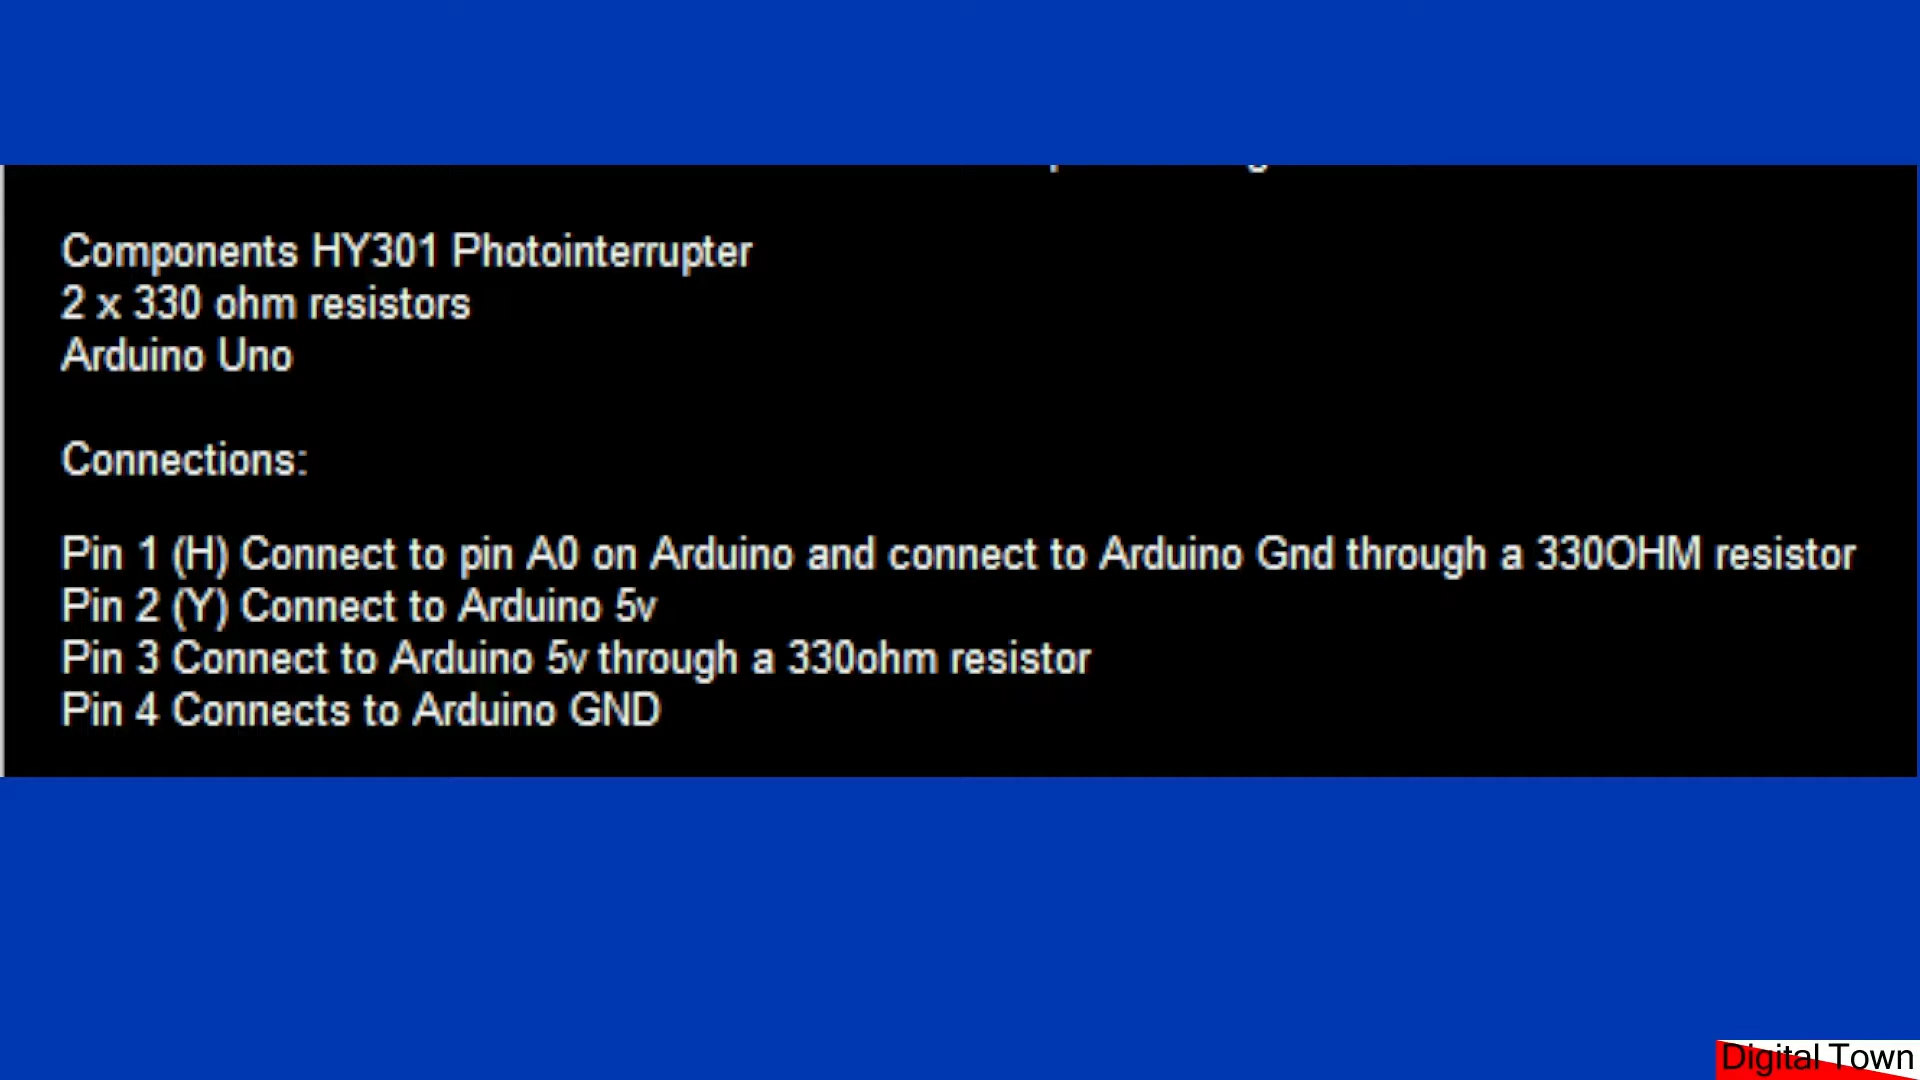 Components HY301 Photointerrupter
2 x 330 ohm resistors
Arduino Uno
Connections:
Pin 1 (H) Connect to pin A0 on Arduino and connect to Arduino Gnd through a 330OHM resistor
Pin 2 (Y) Connect to Arduino 5v
Pin 3 Connect to Arduino 5v through a 330ohm resistor
Pin 4 Connects to Arduino GND
Digital Town